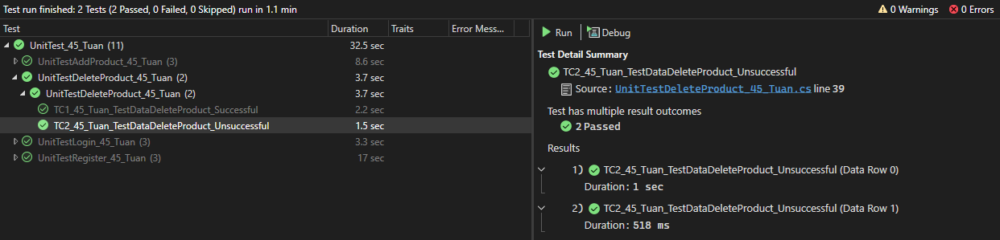 Test run finished: 2 Tests (2 Passed, 0 Failed, 0 Skipped) run in 1.1 min
0 Warnings
0 Errors
Test Duration Traits Error Mess...
UnitTest_45_Tuan (11) 32.5 sec
UnitTestAddProduct_45_Tuan (3) 8.6 sec
UnitTestDeleteProduct_45_Tuan (2) 3.7 sec
UnitTestDeleteProduct_45_Tuan (2) 3.7 sec
TC1_45_Tuan_TestDataDeleteProduct_Successful 2.2 sec
TC2_45_Tuan_TestDataDeleteProduct_Unsuccessful 1.5 sec
UnitTestLogin_45_Tuan (3) 3.3 sec
UnitTestRegister_45_Tuan (3) 17 sec
Run Debug
Test Detail Summary
TC2_45_Tuan_TestDataDeleteProduct_Unsuccessful
Source: UnitTestDeleteProduct_45_Tuan.cs line 39
Test has multiple result outcomes
2 Passed
Results
1) TC2_45_Tuan_TestDataDeleteProduct_Unsuccessful (Data Row 0)
Duration: 1 sec
2) TC2_45_Tuan_TestDataDeleteProduct_Unsuccessful (Data Row 1)
Duration: 518 ms